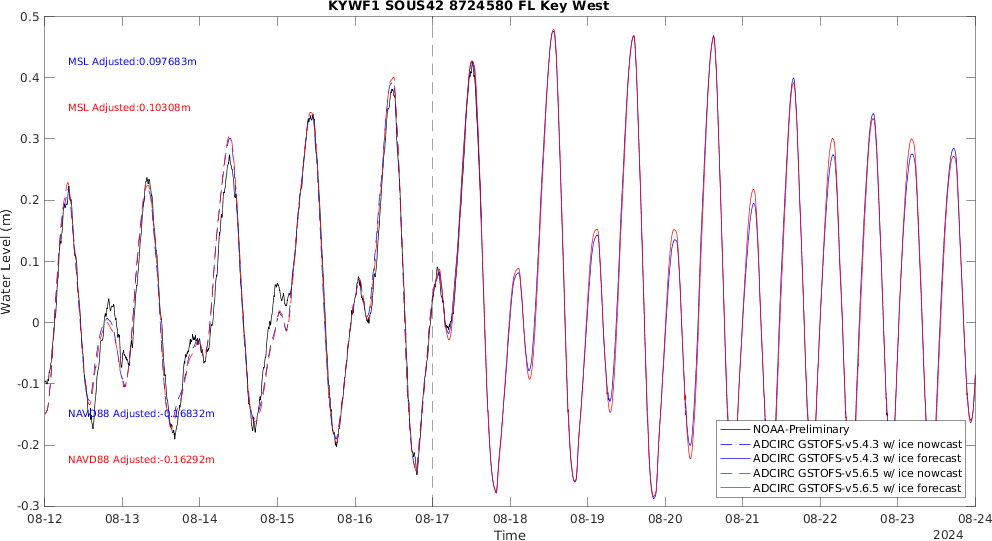 KYWF1 SOUS42 8724580 FL Key West
0.5
MSL Adjusted:0.097683m
0.4
MSL Adjusted:0.10308m
0.3
0.2
0.1
0
-0.1
NAVD88 Adjusted:-0.16832m
-0.2
NAVD88 Adjusted:-0.16292m
-0.3
Water Level (m)
NOAA-Preliminary
ADCIRC GSTOFS-v5.4.3 w/ ice nowcast
ADCIRC GSTOFS-v5.4.3 w/ ice forecast
ADCIRC GSTOFS-v5.6.5 w/ ice nowcast
ADCIRC GSTOFS-v5.6.5 w/ ice forecast
08-12 08-13 08-14 08-15 08-16 08-17 08-18 08-19 08-20 08-21 08-22 08-23 08-24
Time
2024